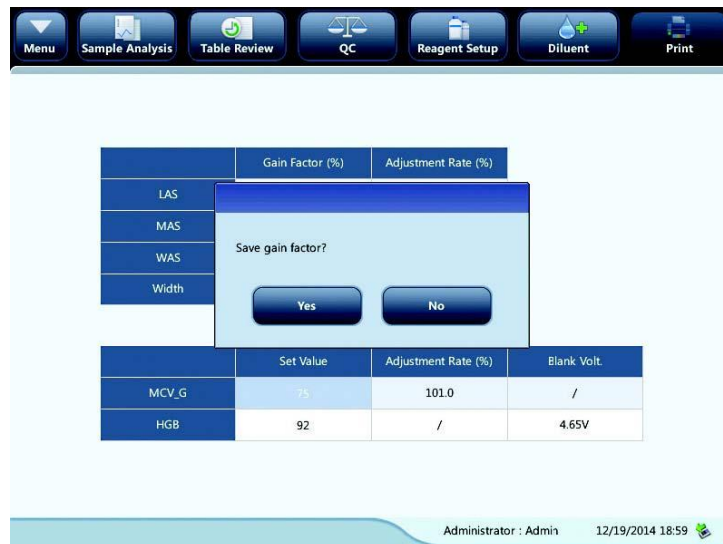 Menu Sample Analysis Table Review QC Reagent Setup Diluent Print
Gain Factor (%) Adjustment Rate (%)
LAS
MAS
WAS
Width
Save gain factor?
Yes No
Set Value Adjustment Rate (%) Blank Volt.
MCV_G 75 101.0 /
HGB 92 / 4.65V
Administrator : Admin 12/19/2014 18:59